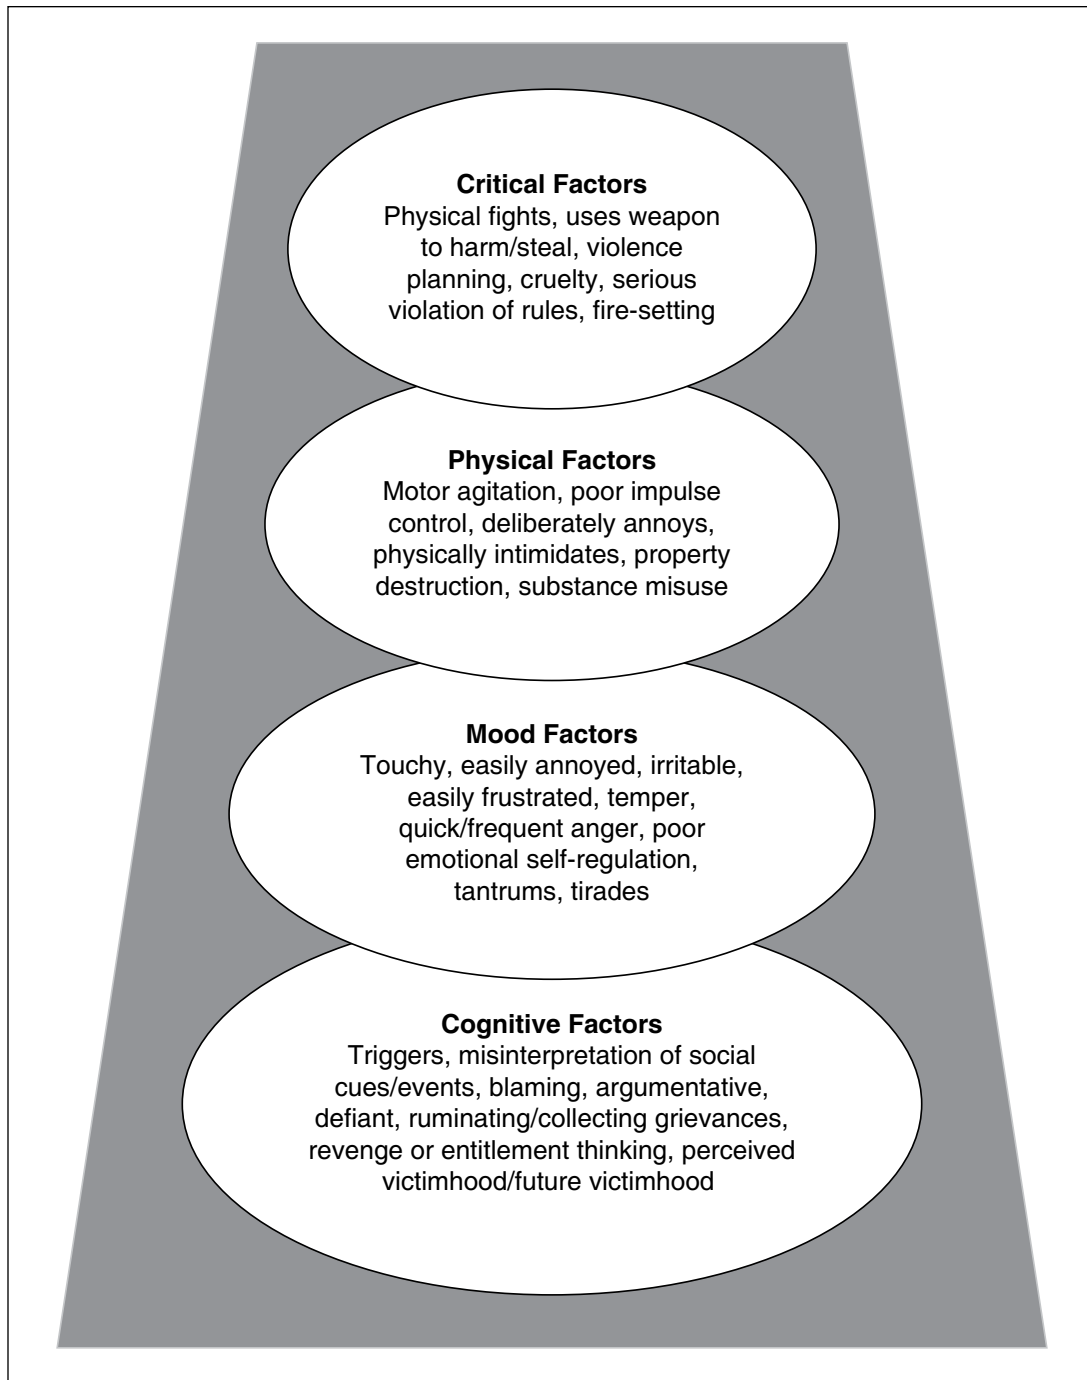 Critical Factors
Physical fights, uses weapon
to harm/steal, violence
planning, cruelty, serious
violation of rules, fire-setting
Physical Factors
Motor agitation, poor impulse
control, deliberately annoys,
physically intimidates, property
destruction, substance misuse
Mood Factors
Touchy, easily annoyed, irritable,
easily frustrated, temper,
quick/frequent anger, poor
emotional self-regulation,
tantrums, tirades
Cognitive Factors
Triggers, misinterpretation of social
cues/events, blaming, argumentative,
defiant, ruminating/collecting grievances,
revenge or entitlement thinking, perceived
victimhood/future victimhood